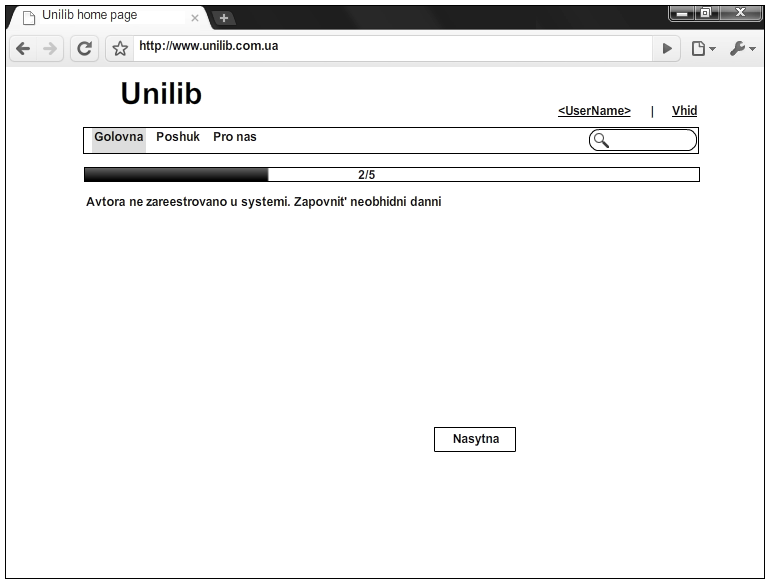 Unilib home page
http://www.unilib.com.ua
Unilib
<UserName> | Vhid
Golovna Poshuk Pro nas
2/5
Avtora ne zareestrovano u systemi. Zapovnit' neobhidni danni
Nasytna